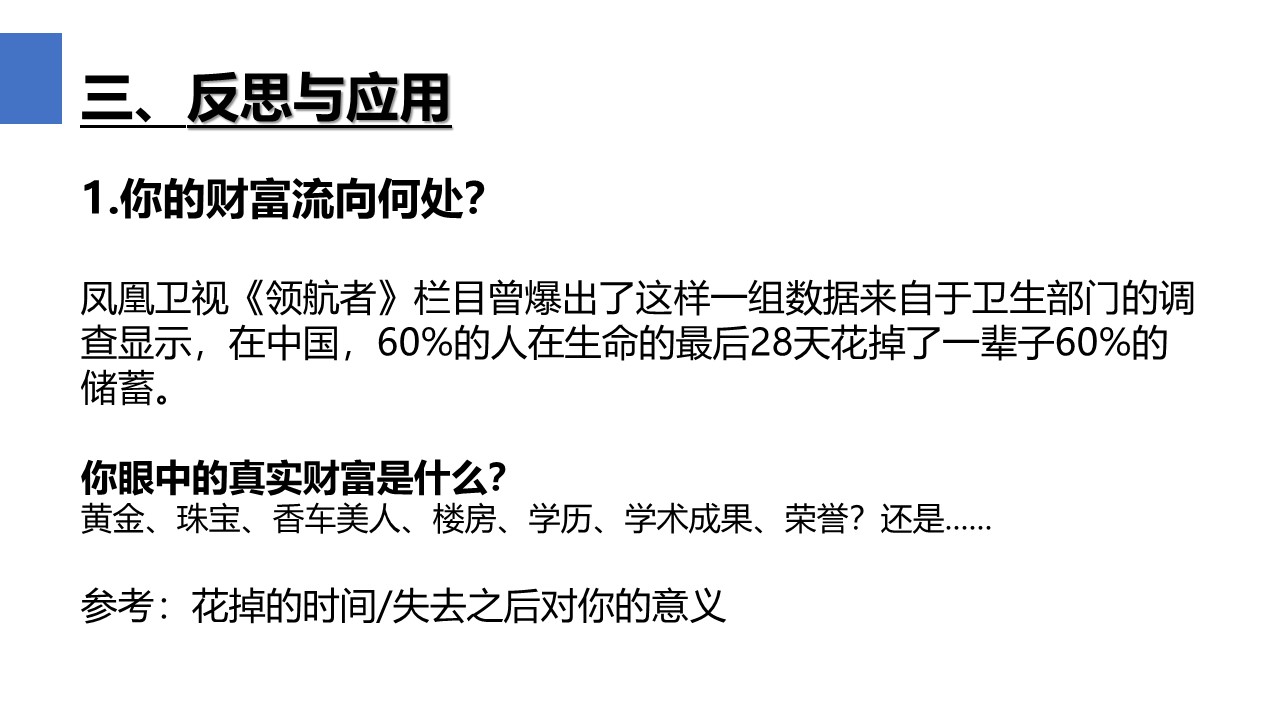 三、反思与应用
1.你的财富流向何处？
凤凰卫视《领航者》栏目曾爆出了这样一组数据来自于卫生部门的调
查显示，在中国，60%的人在生命的最后28天花掉了一辈子60%的
储蓄。
你眼中的真实财富是什么？
黄金、珠宝、香车美人、楼房、学历、学术成果、荣誉？还是......
参考：花掉的时间/失去之后对你的意义